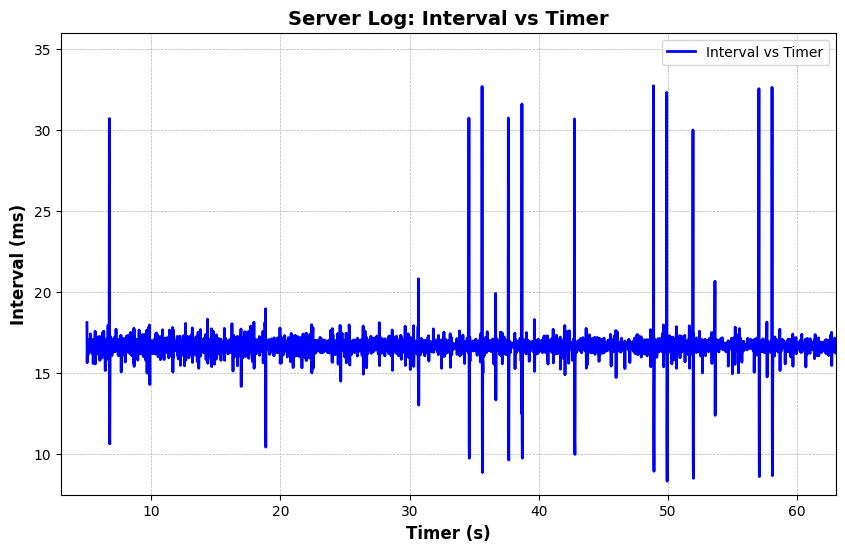 Server Log: Interval vs Timer
Interval vs Timer
35
30
25
20
15
10
Interval (ms)
10 20 30 40 50 60
Timer (s)